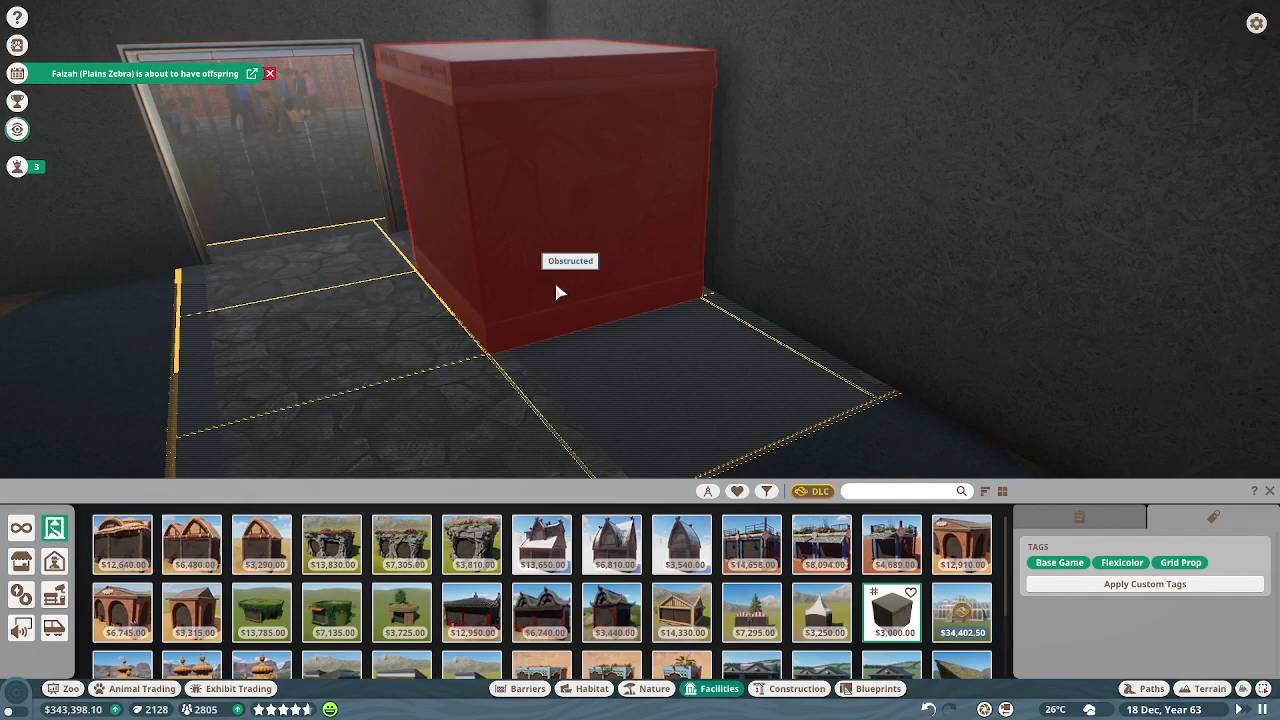 ?
Faizah (Plains Zebra) is about to have offspring
3
Obstructed
DLC
?
$12,640.00 $6,480.00 $3,290.00 $13,830.00 $7,305.00 $3,810.00 $13,650.00 $6,810.00 $3,540.00 $14,658.00 $8,094.00 $4,689.00 $12,910.00
TAGS
Base Game Flexicolor Grid Prop
Apply Custom Tags
$6,745.00 $3,315.00 $13,785.00 $7,135.00 $3,725.00 $12,950.00 $6,740.00 $3,440.00 $14,330.00 $7,295.00 $3,250.00 # $3,000.00 $34,402.50
Zoo Animal Trading Exhibit Trading Barriers Habitat Nature Facilities Construction Blueprints Paths Terrain
$343,398.10 2128 2805 26°C 18 Dec, Year 63